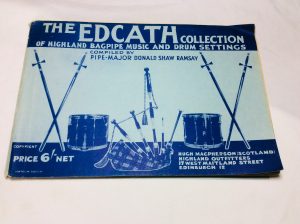 THE EDCATH COLLECTION
OF HIGHLAND BAGPIPE MUSIC AND DRUM SETTINGS
COMPILED BY
PIPE-MAJOR DONALD SHAW RAMSAY
COPYRIGHT
PRICE 6/- NET
HUGH MACPHERSON (SCOTLAND)
HIGHLAND OUTFITTERS
17 WEST MAITLAND STREET
EDINBURGH 12